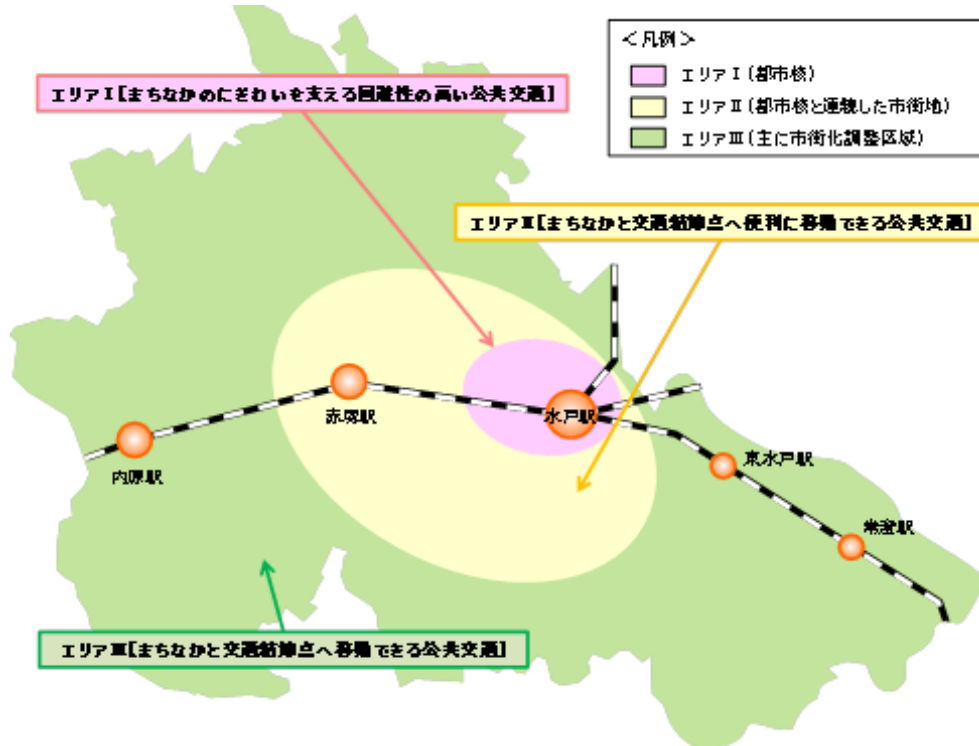 <凡例>
エリアⅠ(都市核)
エリアⅡ(都市核と連続した市街地)
エリアⅢ(主に市街化調整区域)
エリアⅠ[まちなかのにぎわいを支える回遊性の高い公共交通]
エリアⅡ[まちなかと交通結節点へ便利に移動できる公共交通]
赤塚駅
水戸駅
内原駅
東水戸駅
常澄駅
エリアⅢ[まちなかと交通結節点へ移動できる公共交通]